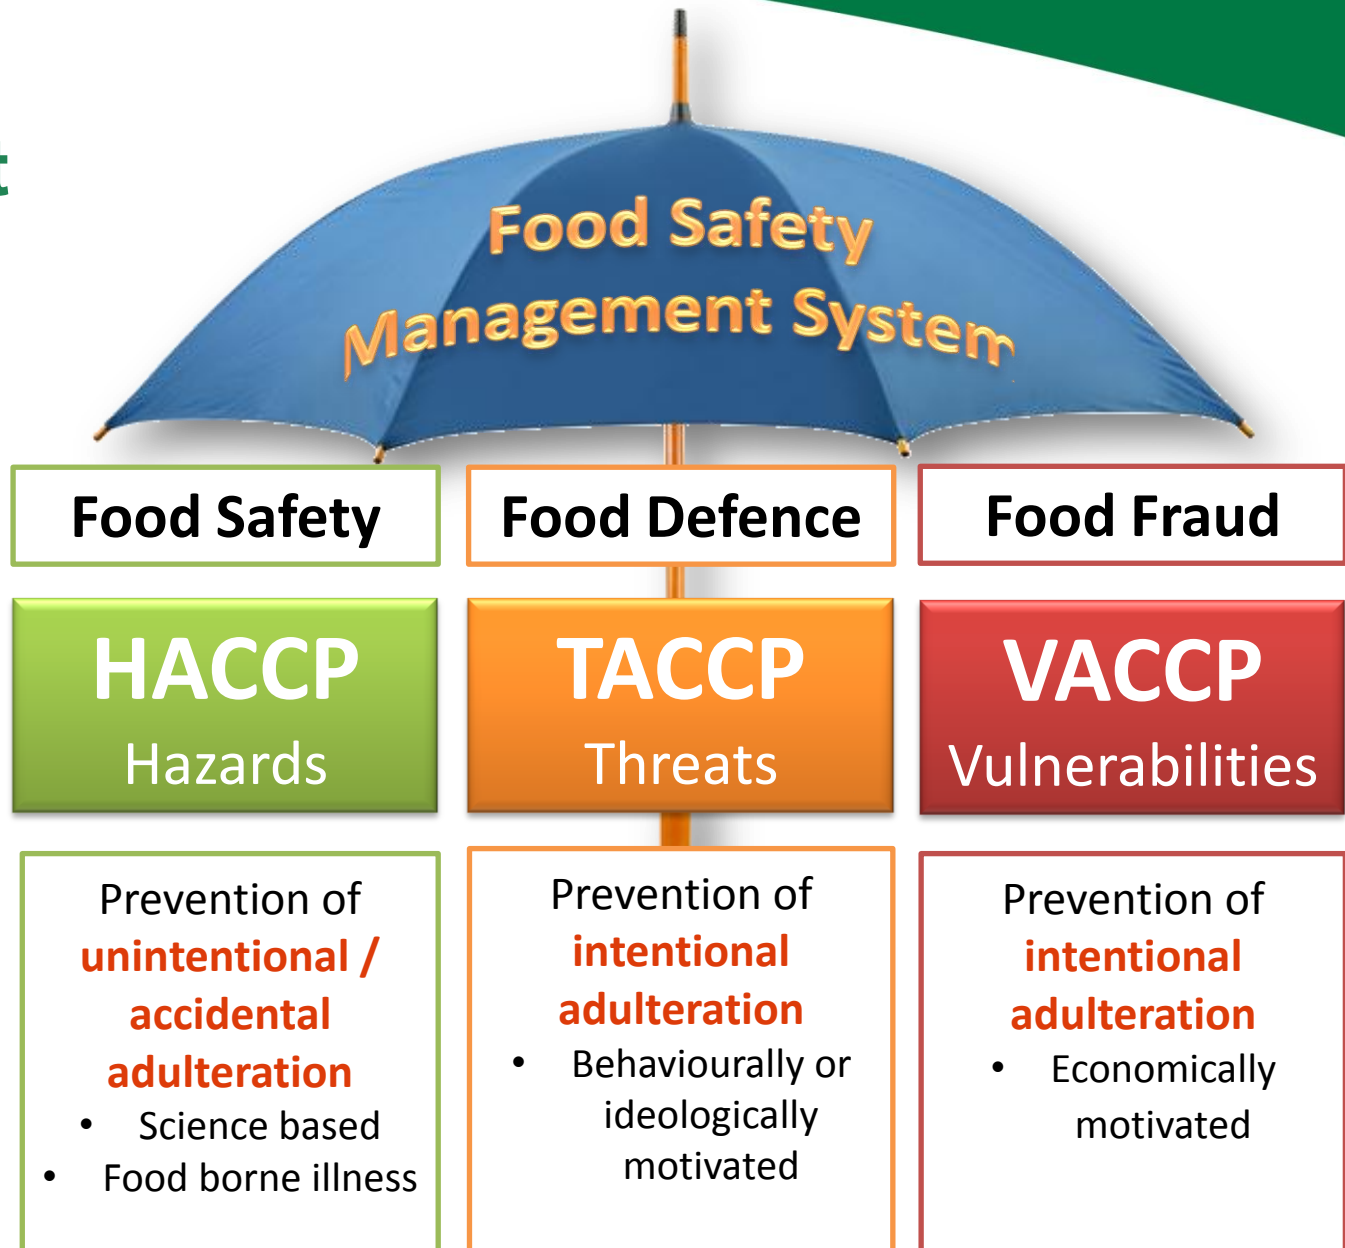 t
Food Safety
Management System
Food Safety
HACCP
Hazards
Prevention of
unintentional /
accidental
adulteration
• Science based
• Food borne illness
Food Defence
TACCP
Threats
Prevention of
intentional
adulteration
• Behaviourally or
ideologically
motivated
Food Fraud
VACCP
Vulnerabilities
Prevention of
intentional
adulteration
• Economically
motivated